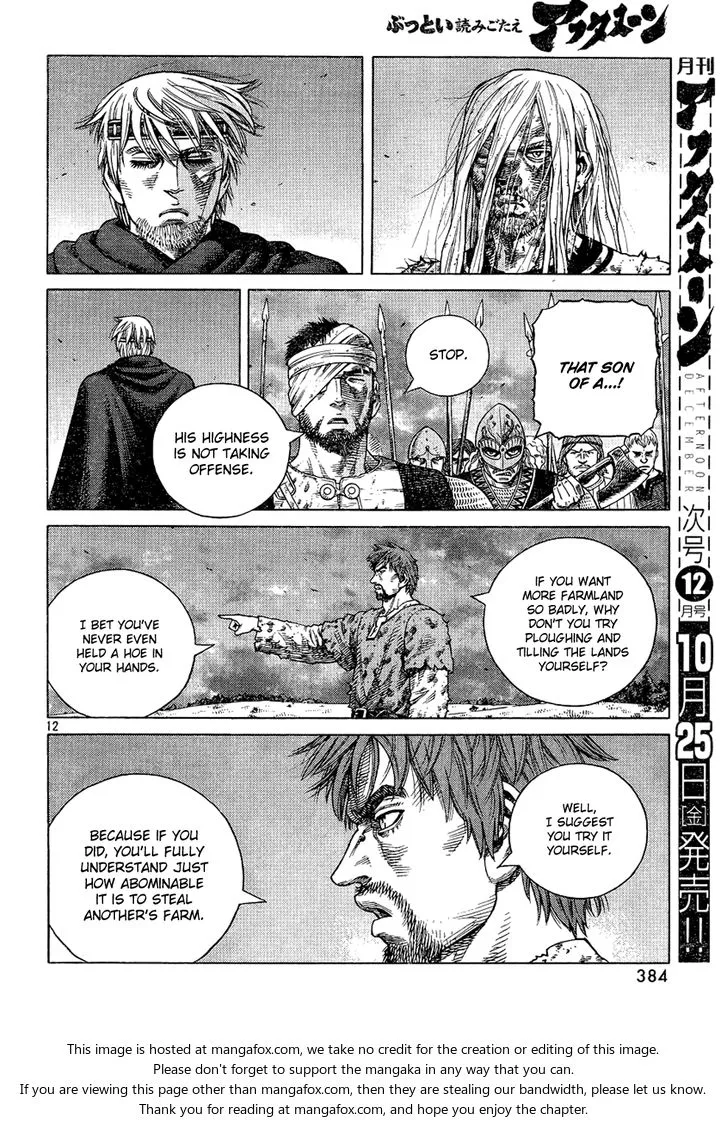 ぶっとい読みごたえ アフタヌーン
月刊
アフタヌーン
AFTERNOON
DECEMBER
次号
12
月号
10月25日[金]発売!!
THAT SON
OF A...!
STOP.
HIS HIGHNESS
IS NOT TAKING
OFFENSE.
IF YOU WANT
MORE FARMLAND
SO BADLY, WHY
DON'T YOU TRY
PLOUGHING AND
TILLING THE LANDS
YOURSELF?
I BET YOU'VE
NEVER EVEN
HELD A HOE IN
YOUR HANDS.
12
WELL,
I SUGGEST
YOU TRY IT
YOURSELF.
BECAUSE IF YOU
DID, YOU'LL FULLY
UNDERSTAND JUST
HOW ABOMINABLE
IT IS TO STEAL
ANOTHER'S FARM.
384
This image is hosted at mangafox.com, we take no credit for the creation or editing of this image.
Please don't forget to support the mangaka in any way that you can.
If you are viewing this page other than mangafox.com, then they are stealing our bandwidth, please let us know.
Thank you for reading at mangafox.com, and hope you enjoy the chapter.